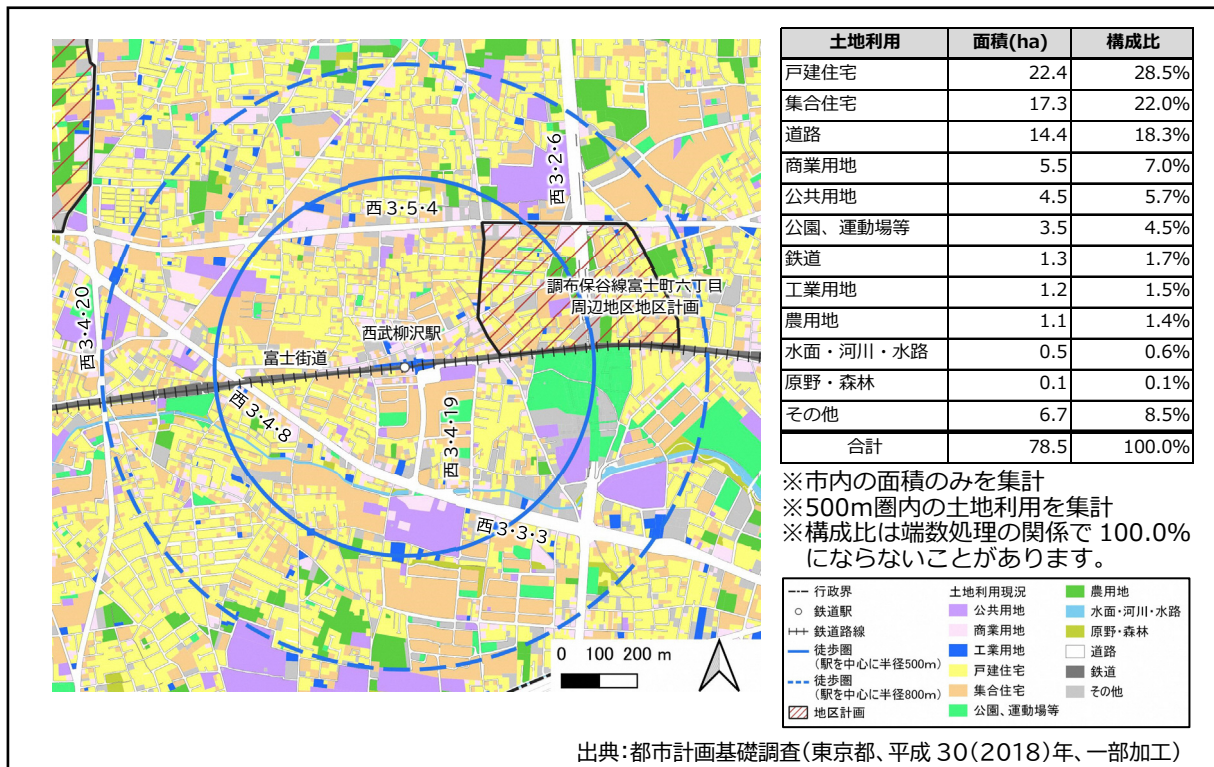 西3・2・6
西3・5・4
調布保谷線富士町六丁目
周辺地区地区計画
西3・4・20
西武柳沢駅
富士街道
西3・4・8
西3・4・19
西3・3・3
0 100 200 m
土地利用 面積(ha) 構成比
戸建住宅 22.4 28.5%
集合住宅 17.3 22.0%
道路 14.4 18.3%
商業用地 5.5 7.0%
公共用地 4.5 5.7%
公園、運動場等 3.5 4.5%
鉄道 1.3 1.7%
工業用地 1.2 1.5%
農用地 1.1 1.4%
水面・河川・水路 0.5 0.6%
原野・森林 0.1 0.1%
その他 6.7 8.5%
合計 78.5 100.0%
※市内の面積のみを集計
※500m圏内の土地利用を集計
※構成比は端数処理の関係で 100.0%
にならないことがあります。
行政界
鉄道駅
鉄道路線
徒歩圏
(駅を中心に半径500m)
徒歩圏
(駅を中心に半径800m)
地区計画
土地利用現況
公共用地
商業用地
工業用地
戸建住宅
集合住宅
公園、運動場等
農用地
水面・河川・水路
原野・森林
道路
鉄道
その他
出典:都市計画基礎調査(東京都、平成 30(2018)年、一部加工)